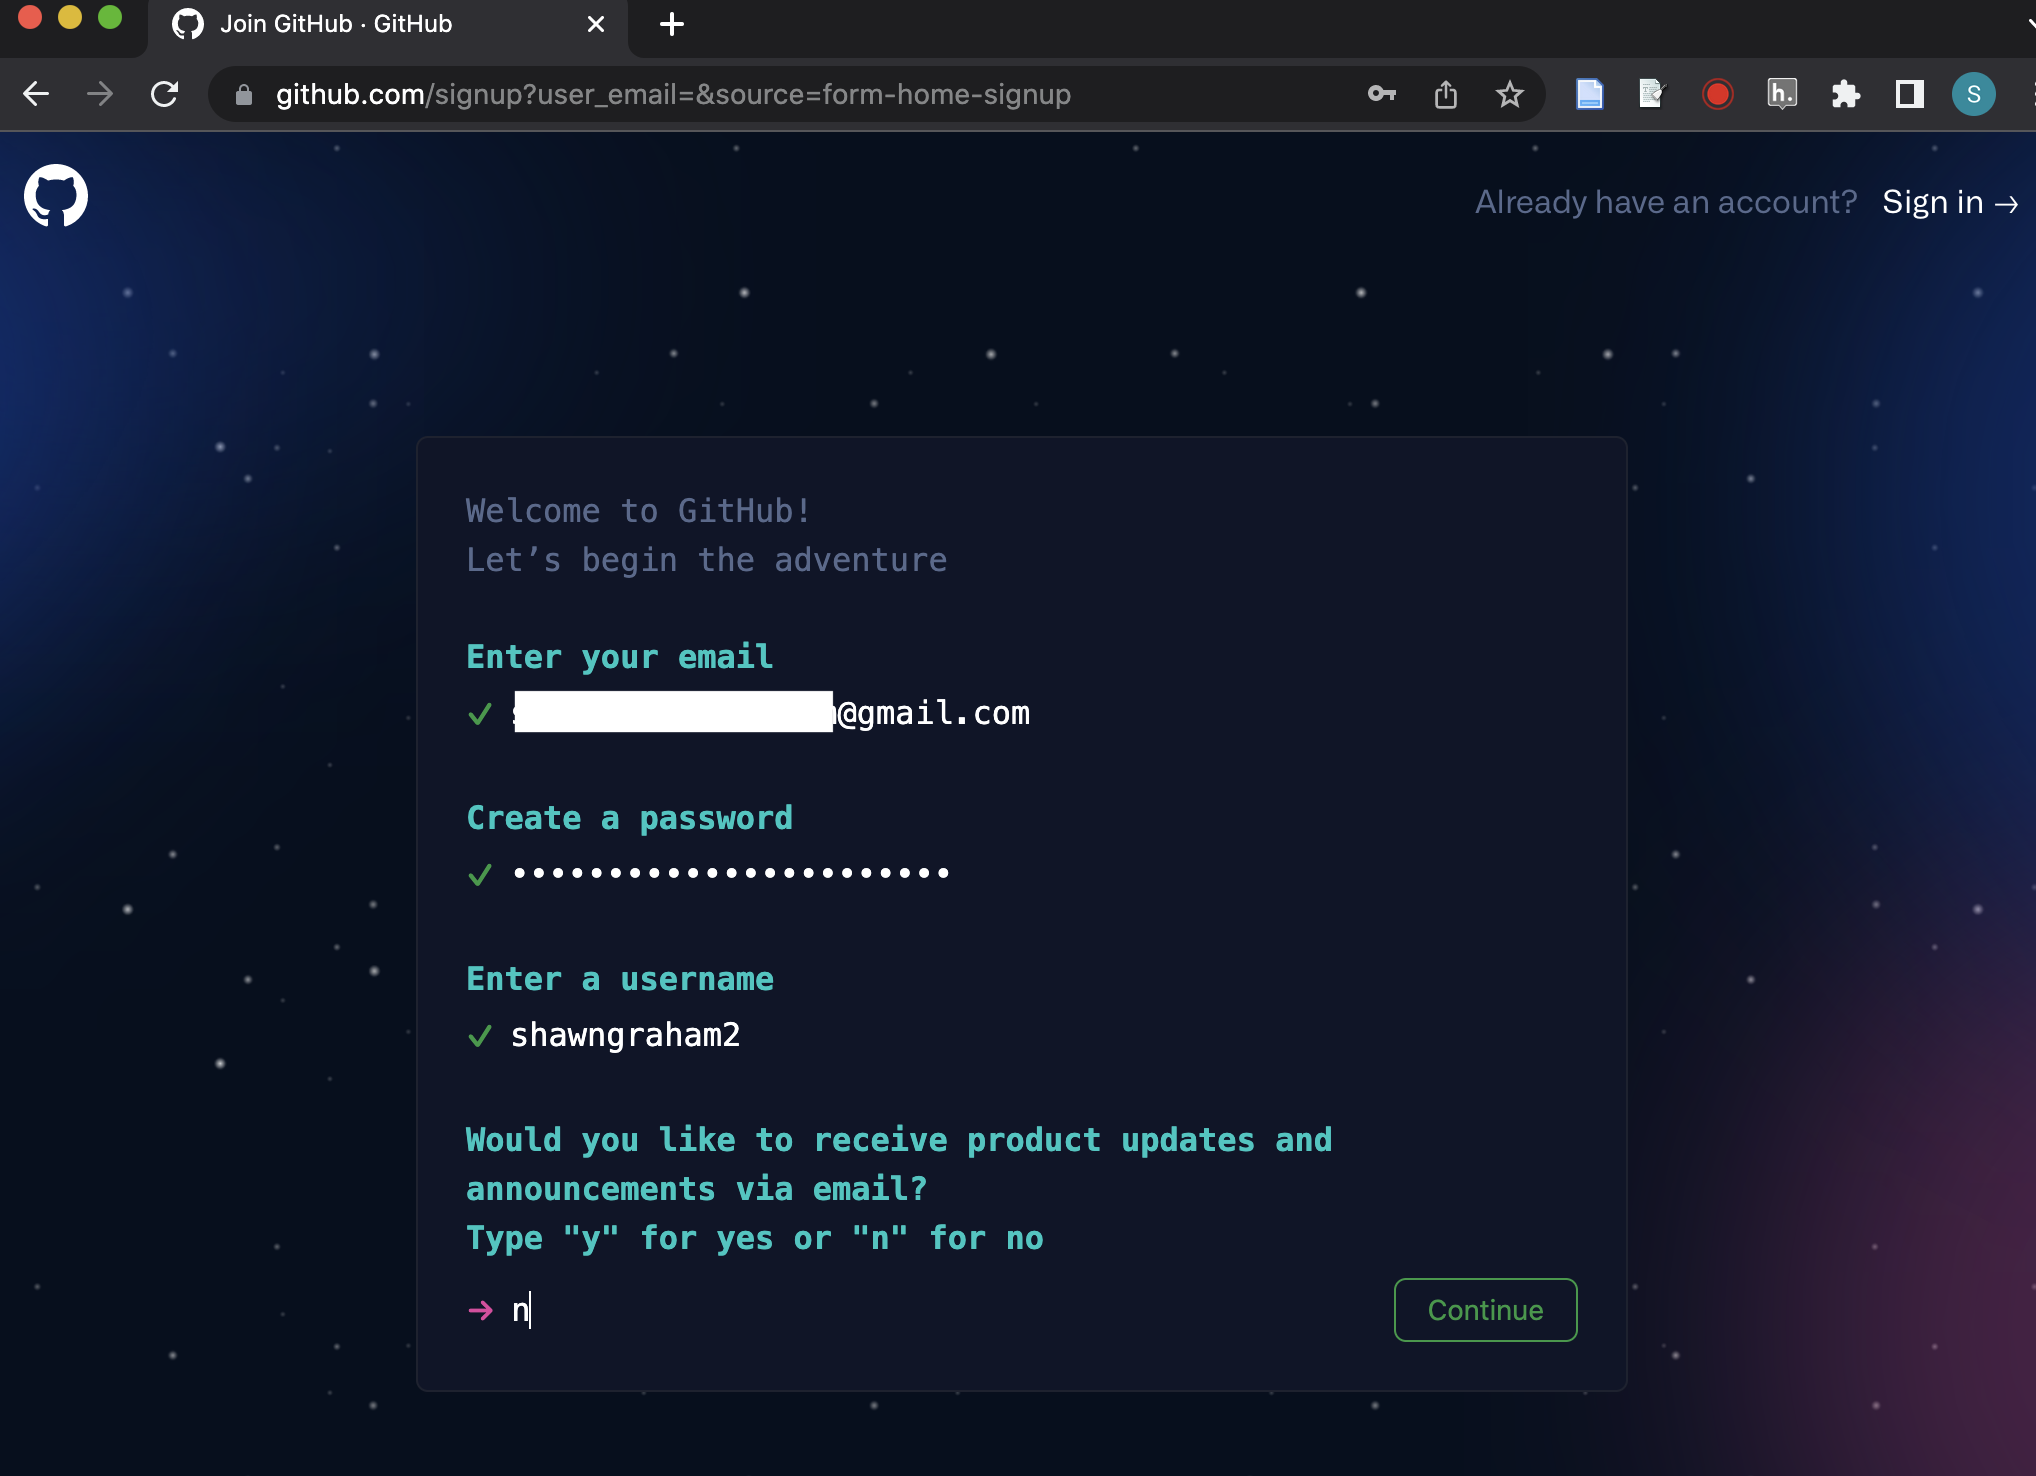 Join GitHub · GitHub
github.com/signup?user_email=&source=form-home-signup
h.
S
Already have an account? Sign in →
Welcome to GitHub!
Let’s begin the adventure
Enter your email
@gmail.com
Create a password
Enter a username
shawngraham2
Would you like to receive product updates and
announcements via email?
Type "y" for yes or "n" for no
→ n
Continue